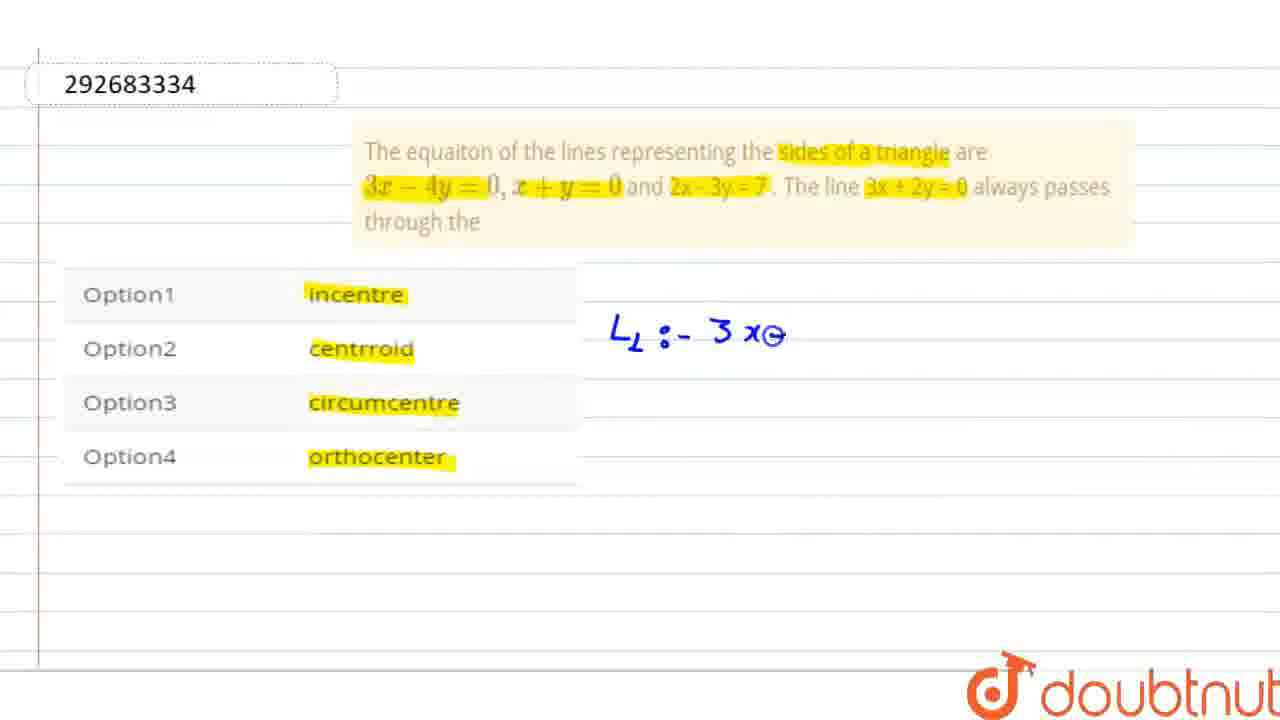 292683334
The equaiton of the lines representing the sides of a triangle are
3x − 4y = 0, x + y = 0 and 2x - 3y = 7 . The line 3x + 2y = 0 always passes
through the
Option1 incentre
Option2 centrroid
Option3 circumcentre
Option4 orthocenter
L1 :- 3x-
doubtnut